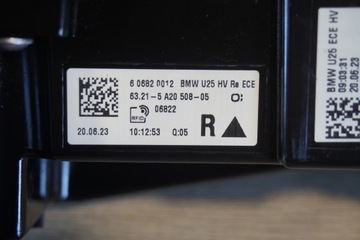 6 0682 0012 BMW U25 HV Re ECE
63.21-5 A20 508-05
RFID 06822
20.06.23 10:12:53 Q:05 R
BMW U25 ECE HV
09:03:31
20.06.23